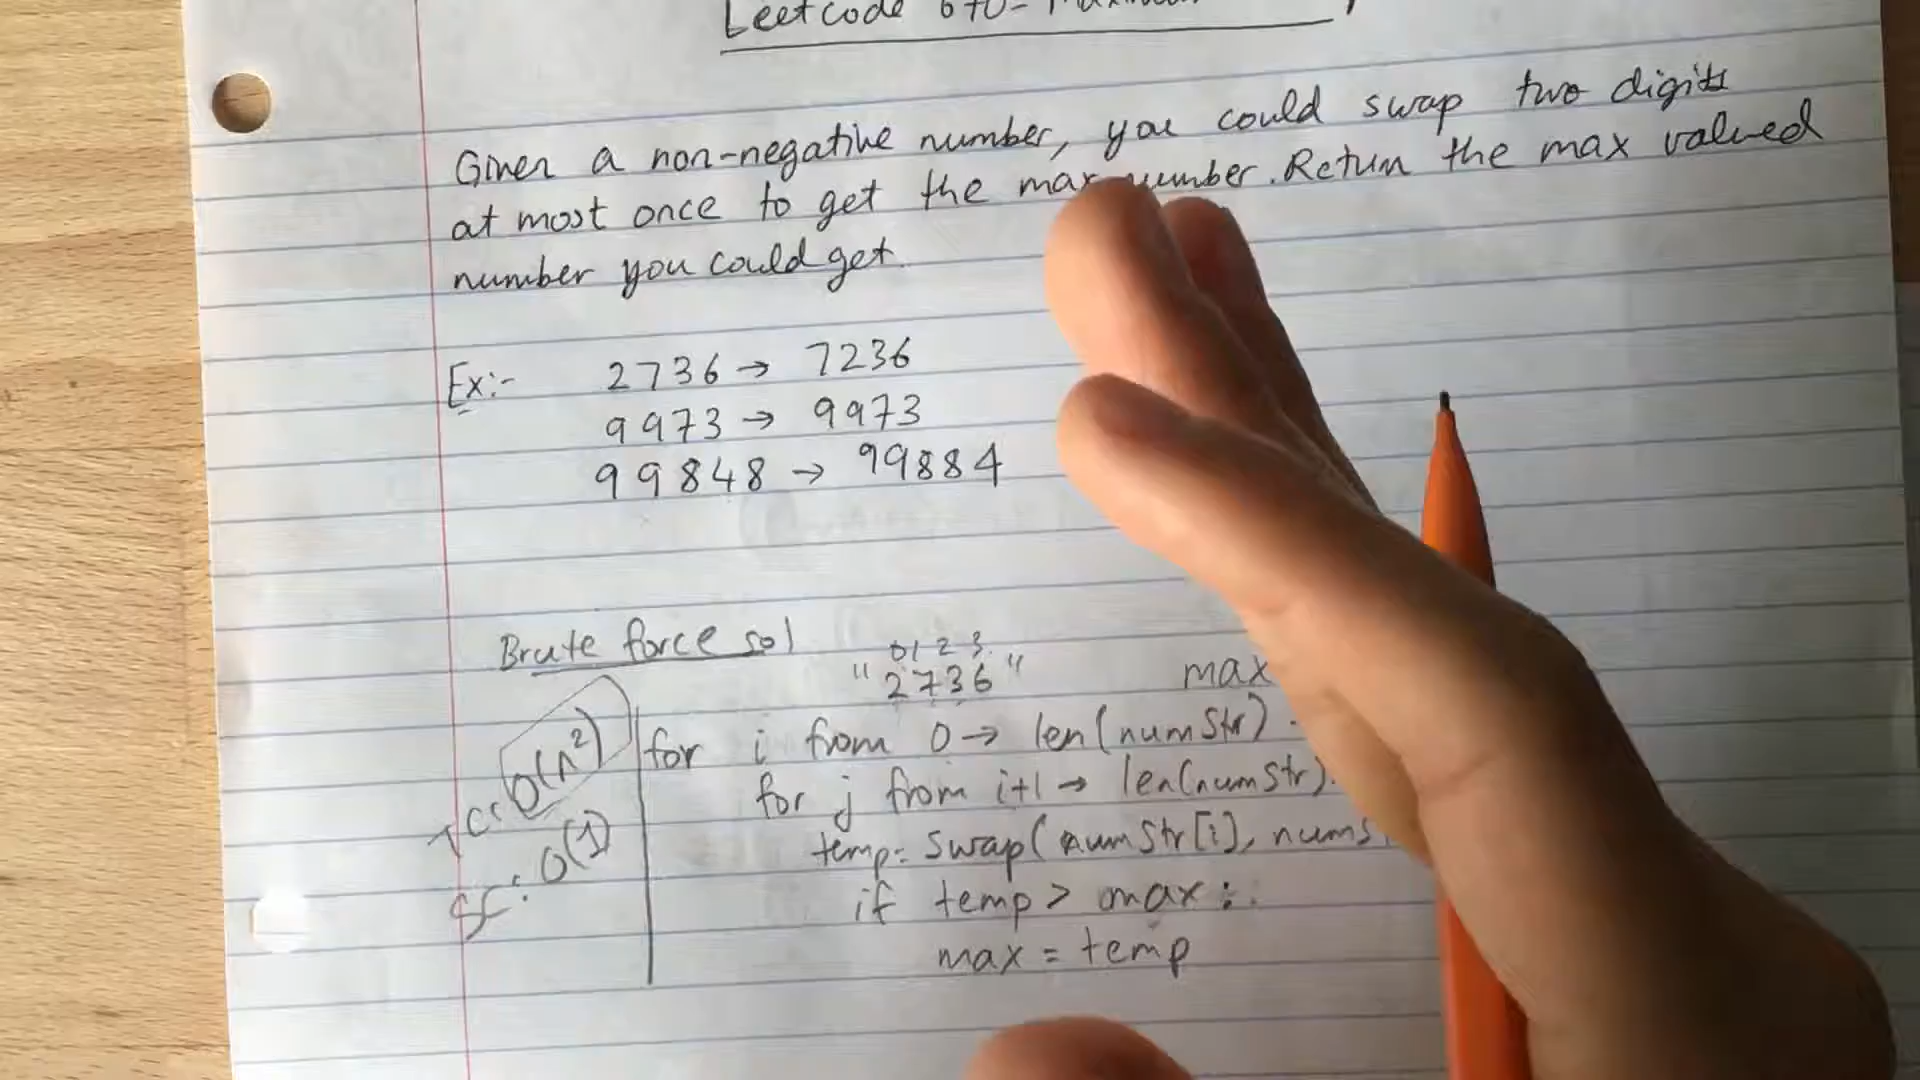 Leetcode 670-
Given a non-negative number, you could swap two digits
at most once to get the max number. Return the max valued
number you could get.
Ex:- 2736 → 7236
9973 → 9973
99848 → 99884
Brute force sol
0 1 2 3
"2736" max
TC: O(n²) for i from 0 → len(numStr)
for j from i+1 → len(numStr)
SC: O(1) temp = swap(numStr[i], numS
if temp > max :
max = temp